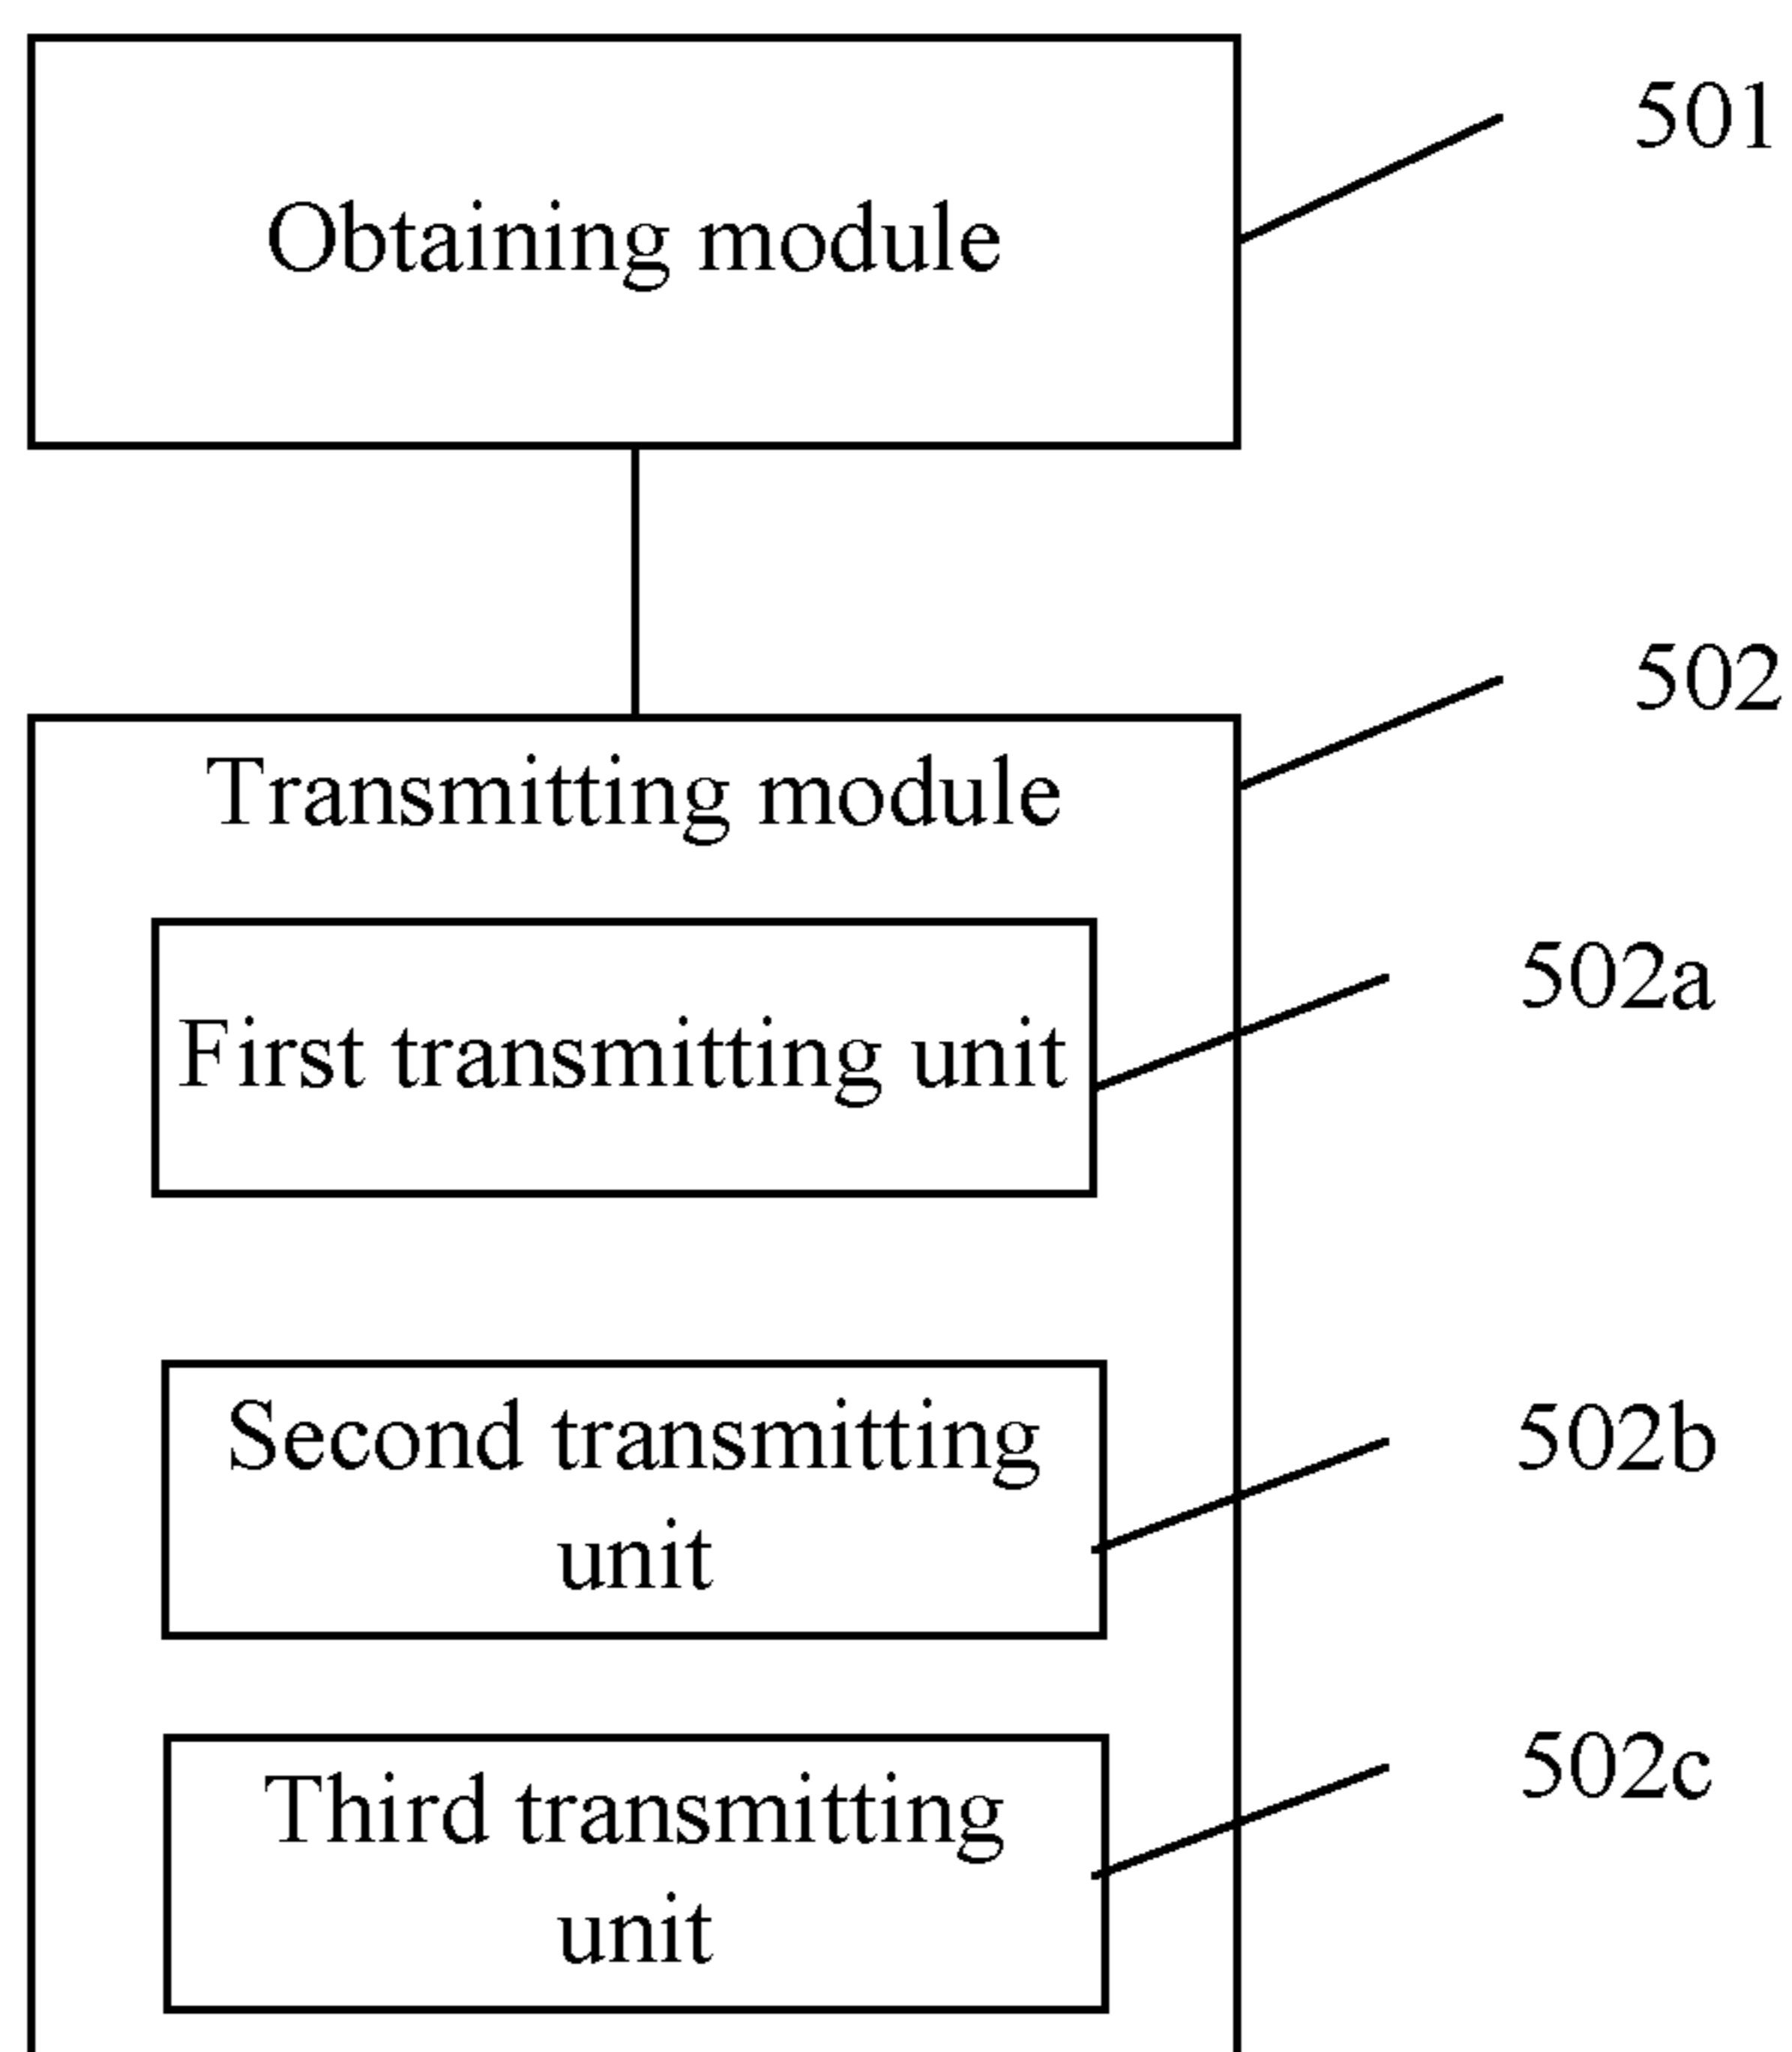 501
Obtaining module
502
Transmitting module
502a
First transmitting unit
502b
Second transmitting
unit
502c
Third transmitting
unit